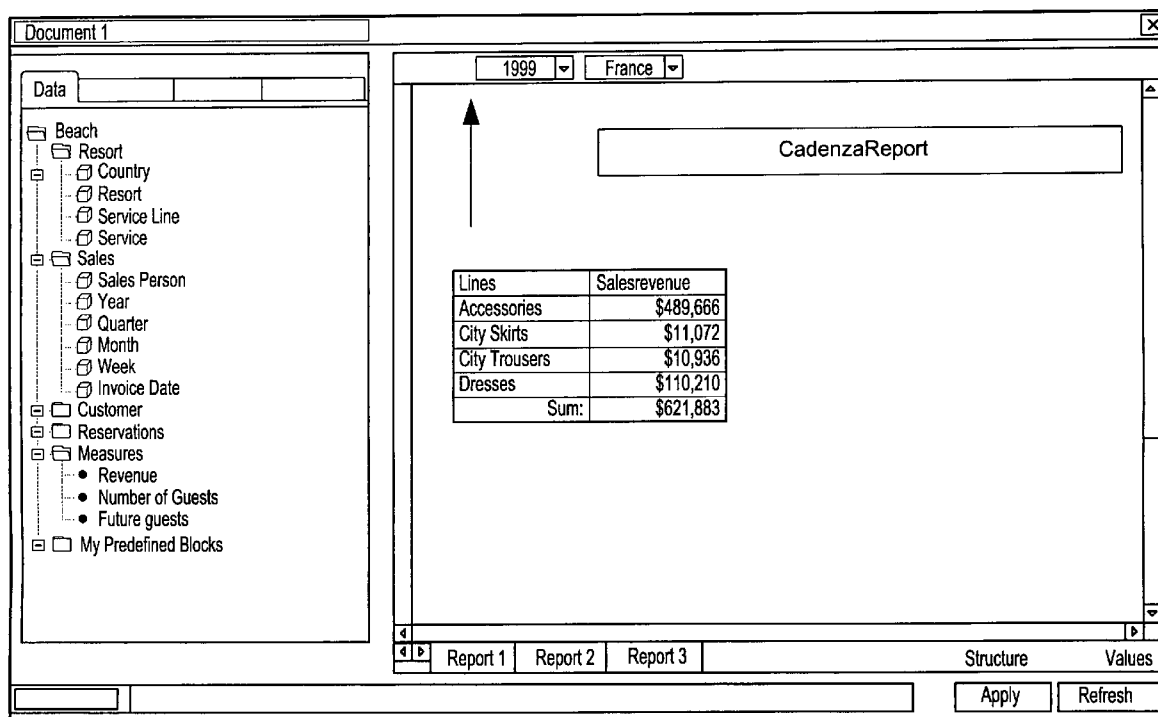 Document 1
Data
Beach
Resort
Country
Resort
Service Line
Service
Sales
Sales Person
Year
Quarter
Month
Week
Invoice Date
Customer
Reservations
Measures
Revenue
Number of Guests
Future guests
My Predefined Blocks
1999 France
CadenzaReport
Lines Salesrevenue
Accessories $489,666
City Skirts $11,072
City Trousers $10,936
Dresses $110,210
Sum: $621,883
Report 1 Report 2 Report 3 Structure Values
Apply Refresh